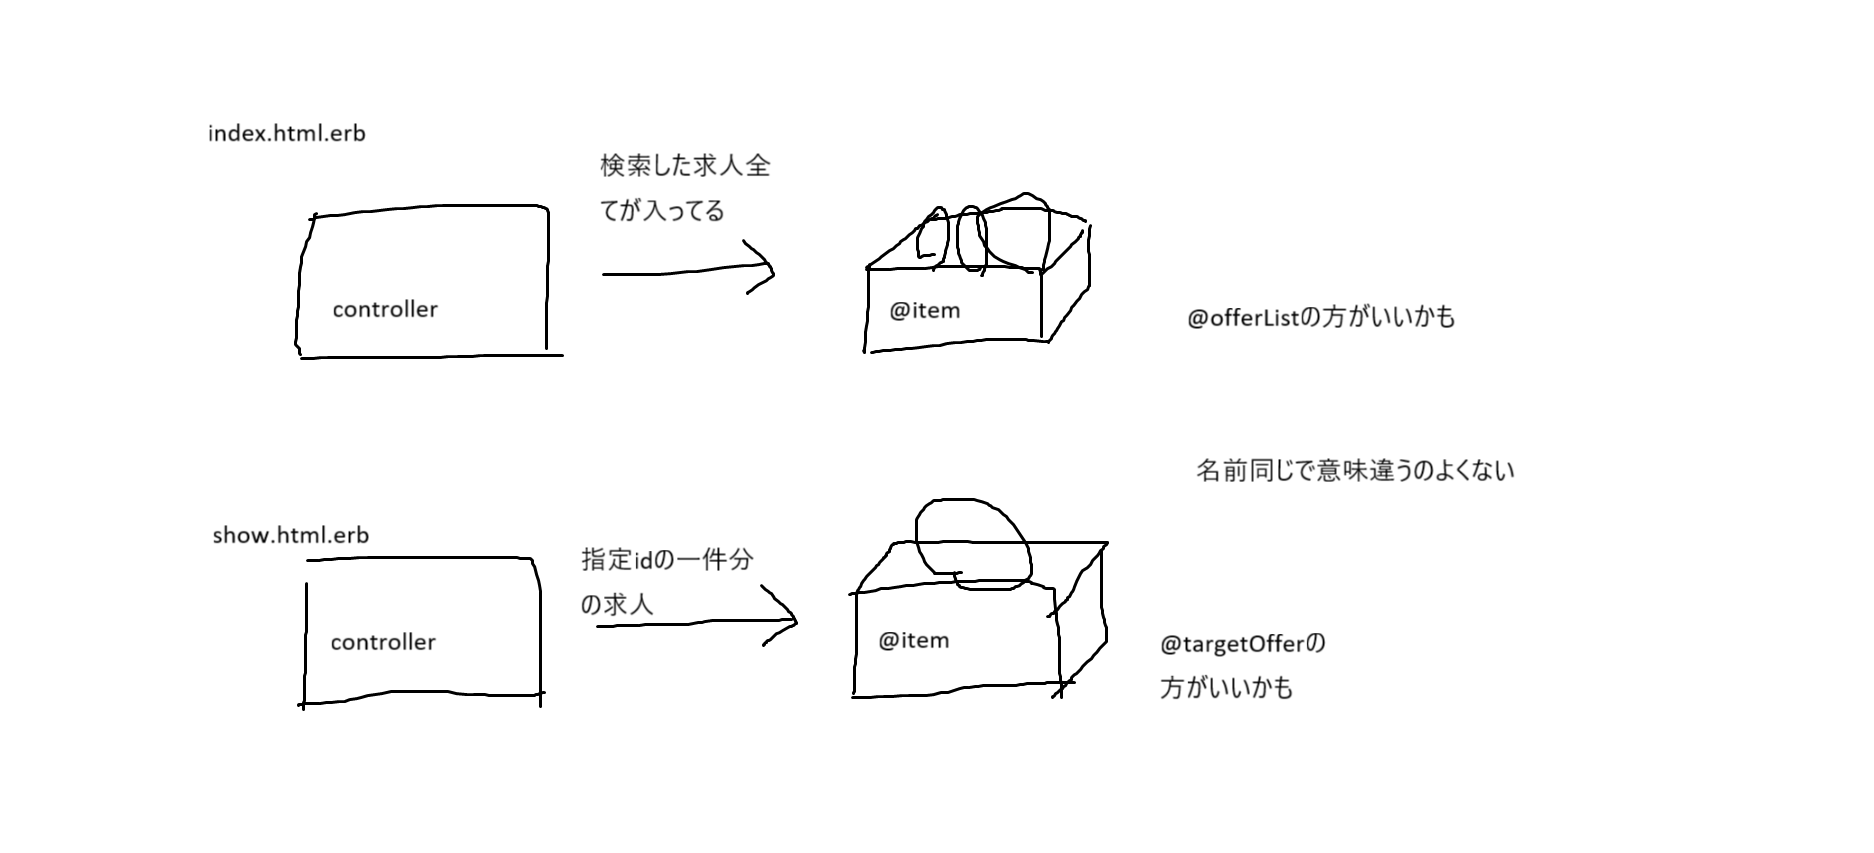 index.html.erb
検索した求人全
てが入ってる
controller
@item
@offerListの方がいいかも
名前同じで意味違うのよくない
show.html.erb
指定idの一件分
の求人
controller
@item
@targetOfferの
方がいいかも